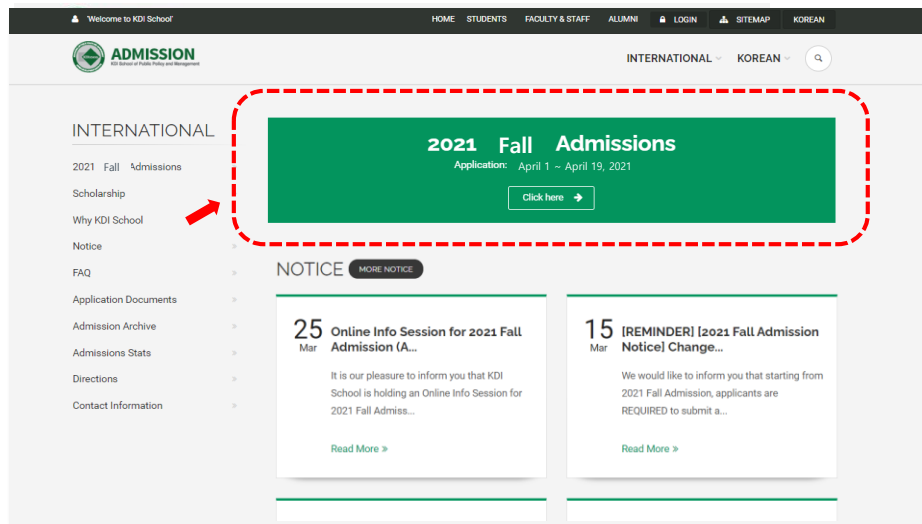 'Welcome to KDI School'
HOME STUDENTS FACULTY & STAFF ALUMNI LOGIN SITEMAP KOREAN
ADMISSION
KDI School of Public Policy and Management
INTERNATIONAL KOREAN
INTERNATIONAL
2021 Fall Admissions
Scholarship
Why KDI School
Notice
FAQ
Application Documents
Admission Archive
Admissions Stats
Directions
Contact Information
2021 Fall Admissions
Application: April 1 ~ April 19, 2021
Click here
NOTICE MORE NOTICE
25
Mar
Online Info Session for 2021 Fall
Admission (A...
It is our pleasure to inform you that KDI
School is holding an Online Info Session for
2021 Fall Admiss...
Read More »
15
Mar
[REMINDER] [2021 Fall Admission
Notice] Change...
We would like to inform you that starting from
2021 Fall Admission, applicants are
REQUIRED to submit a...
Read More »